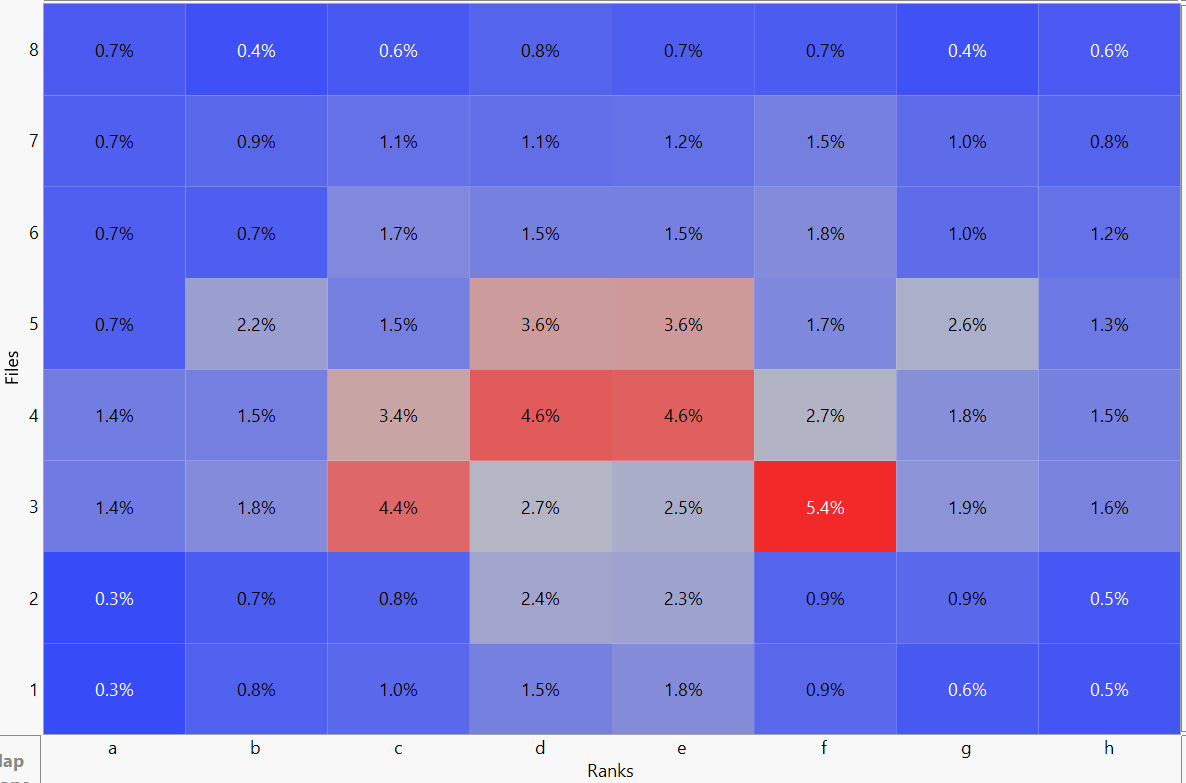 8 0.7% 0.4% 0.6% 0.8% 0.7% 0.7% 0.4% 0.6%
7 0.7% 0.9% 1.1% 1.1% 1.2% 1.5% 1.0% 0.8%
6 0.7% 0.7% 1.7% 1.5% 1.5% 1.8% 1.0% 1.2%
5 0.7% 2.2% 1.5% 3.6% 3.6% 1.7% 2.6% 1.3%
Files
4 1.4% 1.5% 3.4% 4.6% 4.6% 2.7% 1.8% 1.5%
3 1.4% 1.8% 4.4% 2.7% 2.5% 5.4% 1.9% 1.6%
2 0.3% 0.7% 0.8% 2.4% 2.3% 0.9% 0.9% 0.5%
1 0.3% 0.8% 1.0% 1.5% 1.8% 0.9% 0.6% 0.5%
a b c d e f g h
Ranks